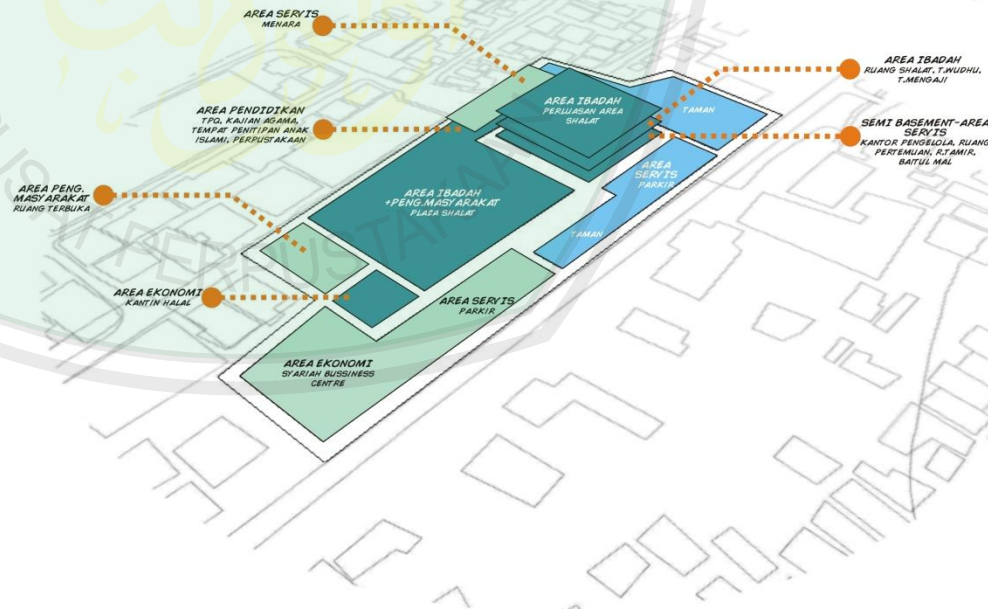 AREA SERVIS
MENARA
AREA IBADAH
RUANG SHALAT, T.WUDHU,
T.MENGAJI
AREA IBADAH
PERLUASAN AREA
SHALAT
TAMAN
AREA PENDIDIKAN
TPQ, KAJIAN AGAMA,
TEMPAT PENITIPAN ANAK
ISLAMI, PERPUSTAKAAN
SEMI BASEMENT-AREA
SERVIS
KANTOR PENGELOLA, RUANG
PERTEMUAN, R.TAMIR,
BAITUL MAL
AREA
SERVIS
PARKIR
AREA PENG.
MASYARAKAT
RUANG TERBUKA
AREA IBADAH
+PENG.MASYARAKAT
PLAZA SHALAT
TAMAN
AREA EKONOMI
KANTIN HALAL
AREA SERVIS
PARKIR
AREA EKONOMI
SYARIAH BUSSINESS
CENTRE